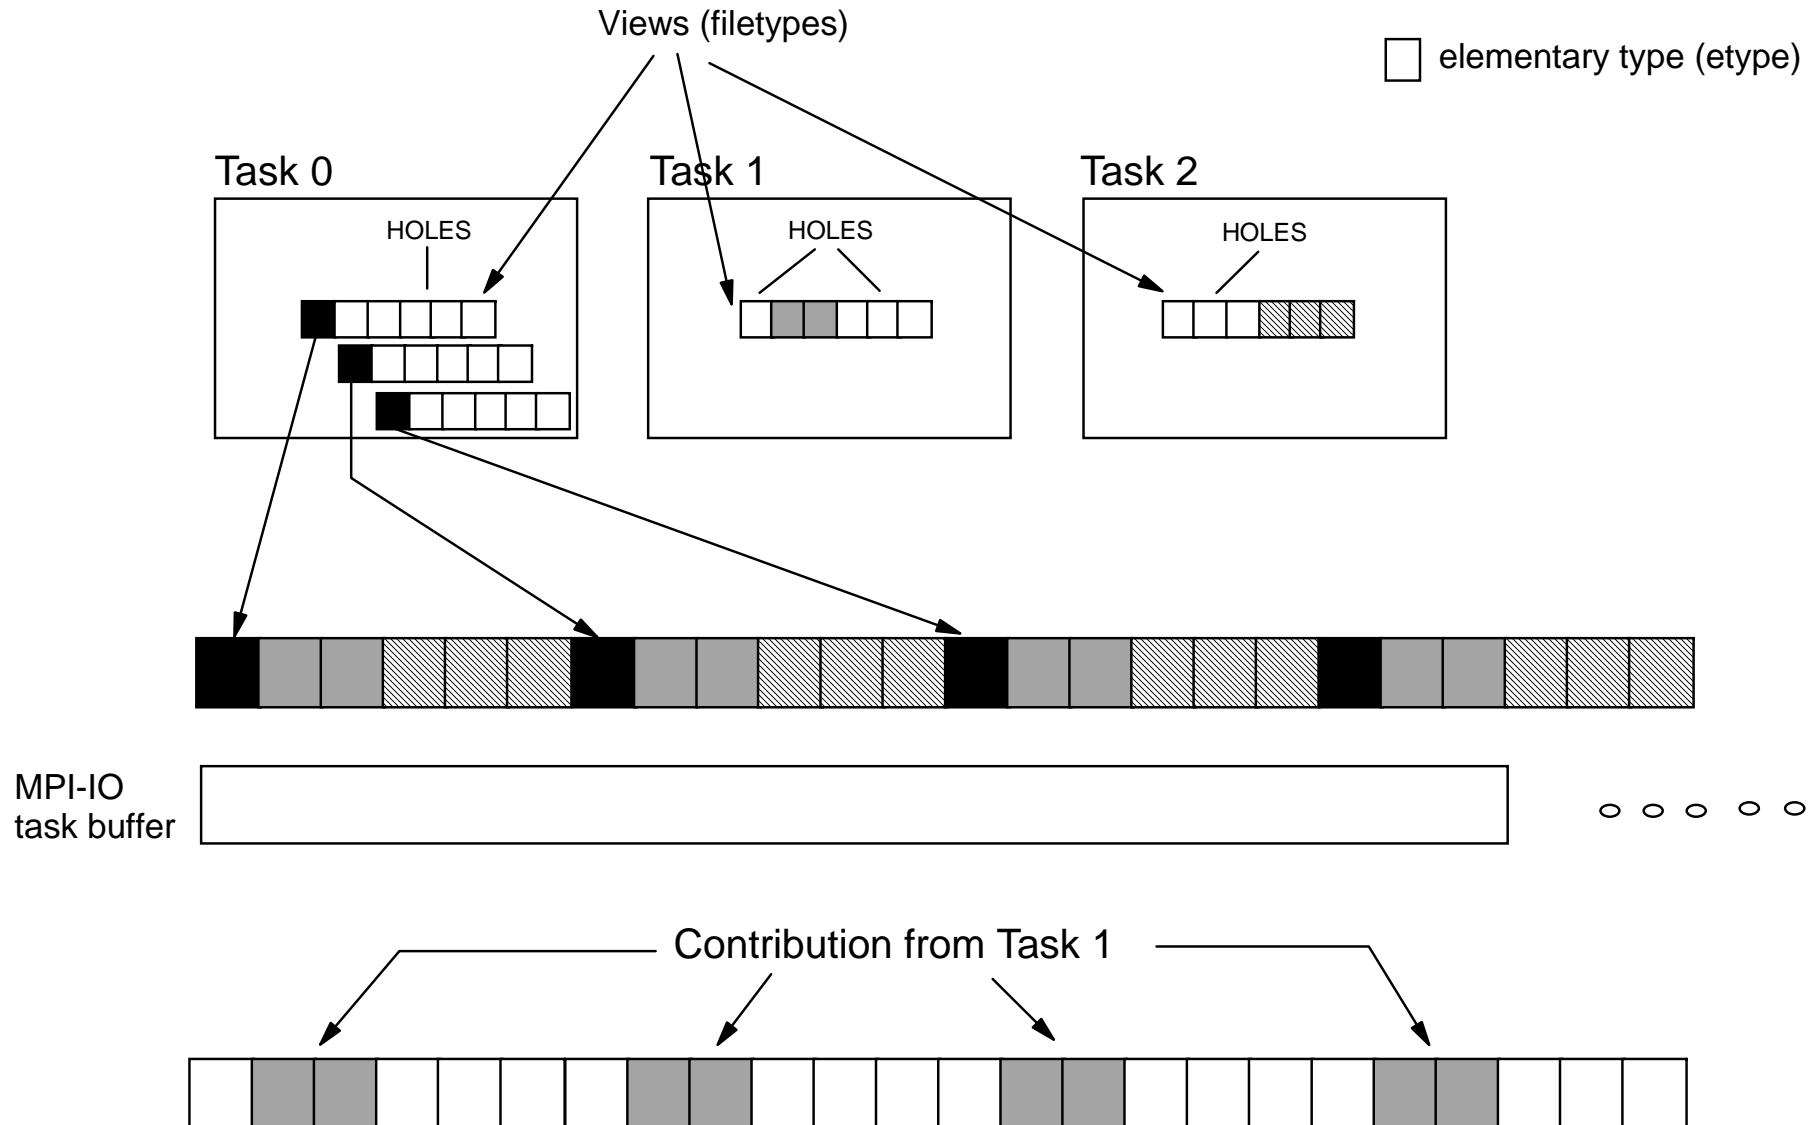 Views (filetypes)
elementary type (etype)
Task 0
Task 1
Task 2
HOLES
HOLES
HOLES
MPI-IO
task buffer
Contribution from Task 1